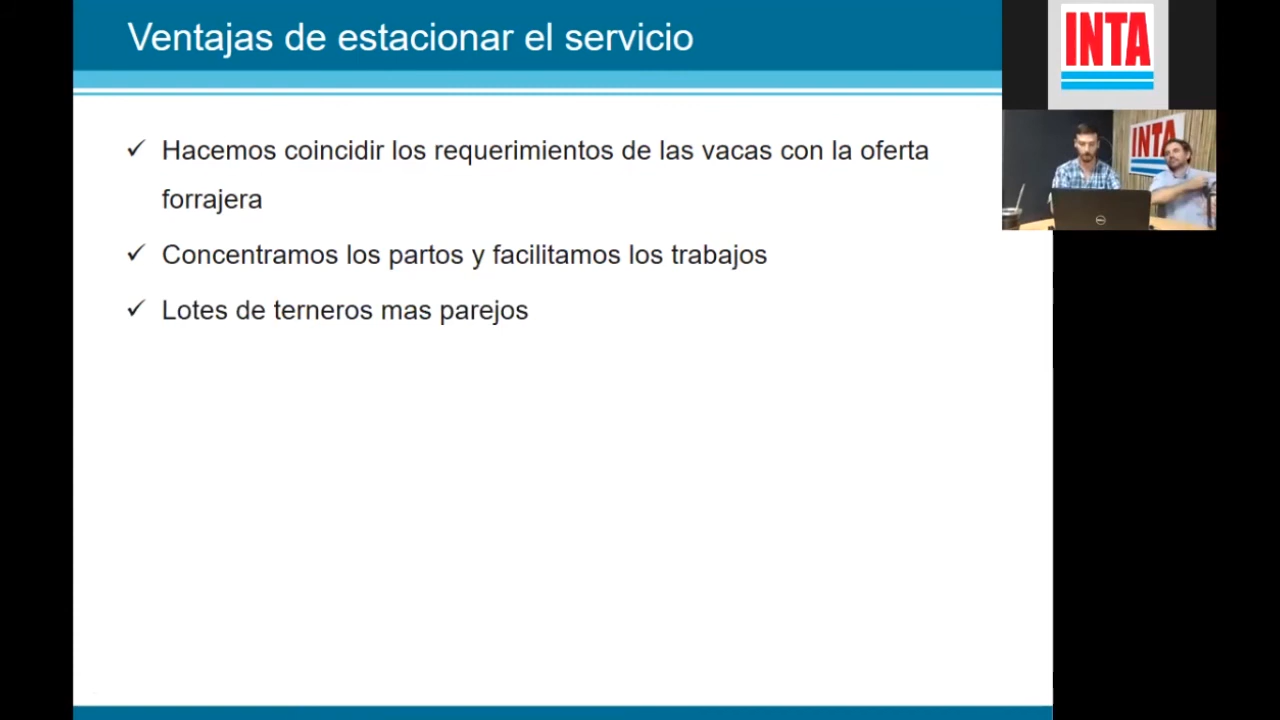 Ventajas de estacionar el servicio
INTA
INTA
✓ Hacemos coincidir los requerimientos de las vacas con la oferta
forrajera
✓ Concentramos los partos y facilitamos los trabajos
✓ Lotes de terneros mas parejos